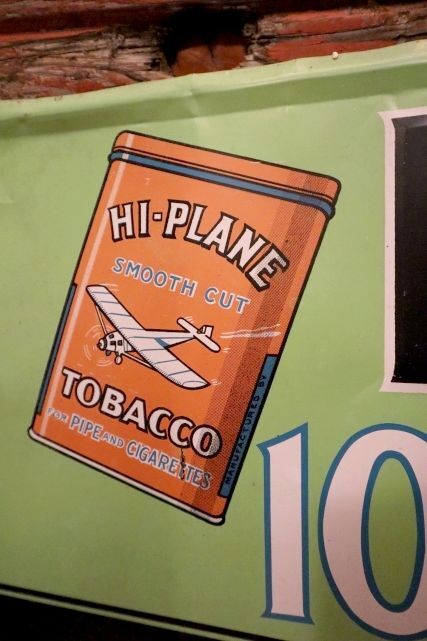 HI-PLANE
SMOOTH CUT
TOBACCO
FOR PIPE AND CIGARETTES
MANUFACTURED BY
10